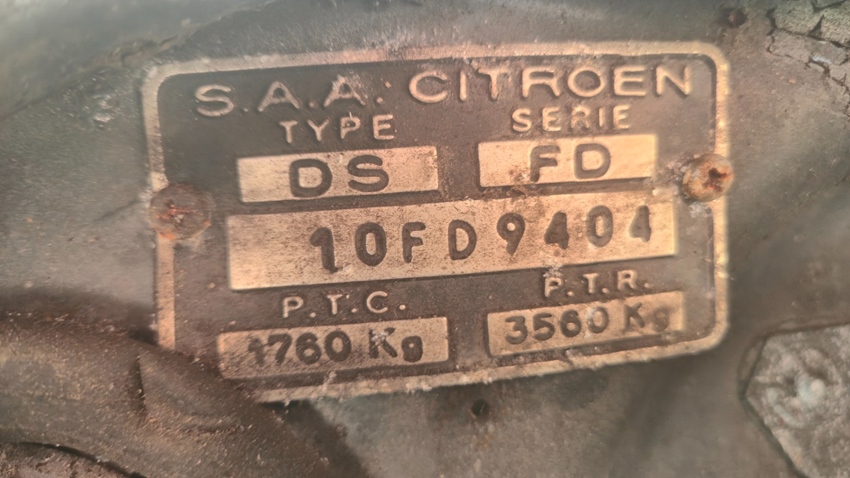 S.A.A. CITROEN
TYPE SERIE
DS FD
10FD9404
P.T.C. P.T.R.
1760 Kg 3560 Kg